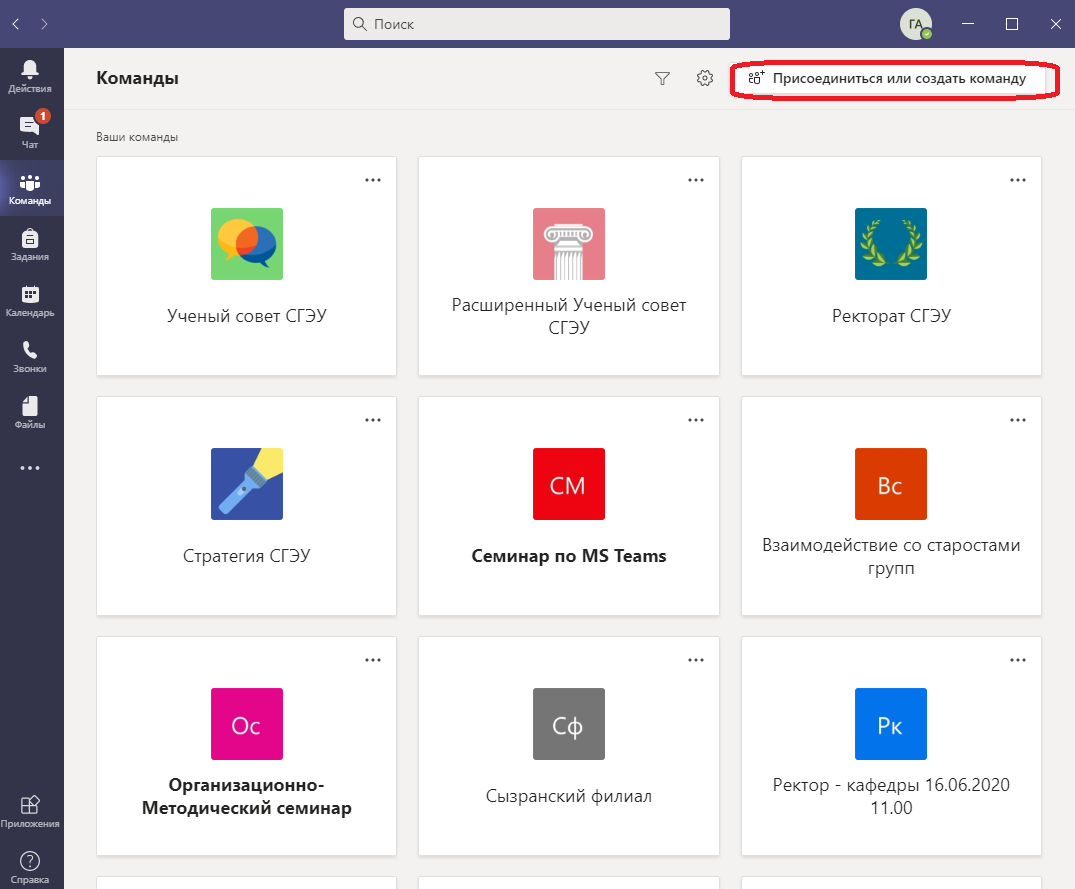 Поиск
ГА
Действия
1
Чат
Команды
Задания
Календарь
Звонки
Файлы
Приложения
Справка
Команды
Присоединиться или создать команду
Ваши команды
Ученый совет СГЭУ
Расширенный Ученый совет
СГЭУ
Ректорат СГЭУ
Стратегия СГЭУ
СМ
Семинар по MS Teams
Вс
Взаимодействие со старостами
групп
Ос
Организационно-
Методический семинар
Сф
Сызранский филиал
Рк
Ректор - кафедры 16.06.2020
11.00